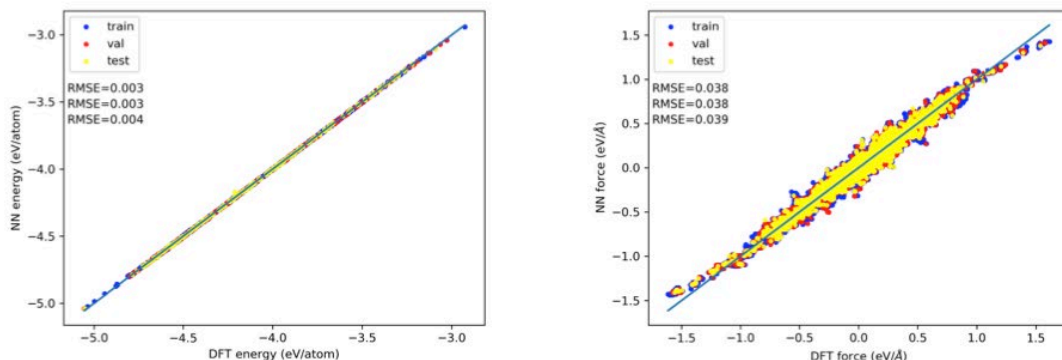 train
val
test
RMSE=0.003
RMSE=0.003
RMSE=0.004
NN energy (eV/atom)
−3.0
−3.5
−4.0
−4.5
−5.0
−5.0
−4.5
−4.0
−3.5
−3.0
DFT energy (eV/atom)
train
val
test
RMSE=0.038
RMSE=0.038
RMSE=0.039
NN force (eV/Å)
1.5
1.0
0.5
0.0
−0.5
−1.0
−1.5
−1.5
−1.0
−0.5
0.0
0.5
1.0
1.5
DFT force (eV/Å)